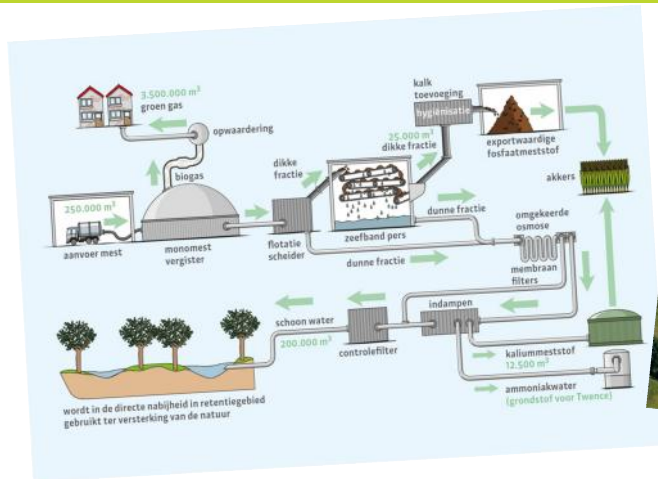 3.500.000 m³
groen gas
opwaardering
biogas
250.000 m³
aanvoer mest
monomest
vergister
dikke
fractie
flotatie
scheider
zeefband pers
dunne fractie
dunne fractie
25.000 m³
dikke fractie
kalk
toevoeging
hygiënisatie
exportwaardige
fosfaatmeststof
akkers
omgekeerde
osmose
membraan
filters
indampen
controlefilter
schoon water
200.000 m³
kaliummeststof
12.500 m³
ammoniakwater
(grondstof voor Twence)
wordt in de directe nabijheid in retentiegebied
gebruikt ter versterking van de natuur